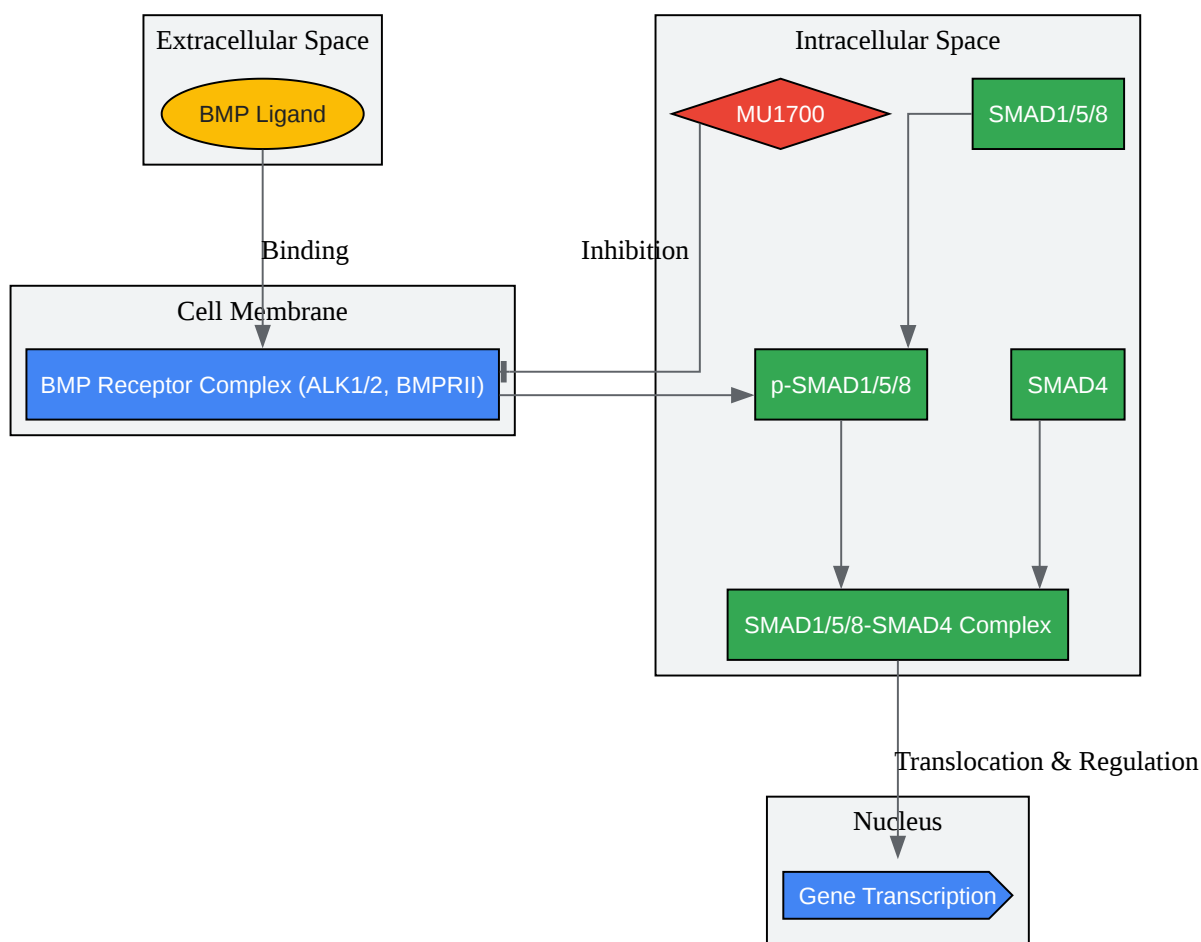 Extracellular Space
Intracellular Space
BMP Ligand
MU1700
SMAD1/5/8
Binding
Inhibition
Cell Membrane
BMP Receptor Complex (ALK1/2, BMPRII)
p-SMAD1/5/8
SMAD4
SMAD1/5/8-SMAD4 Complex
Translocation & Regulation
Nucleus
Gene Transcription